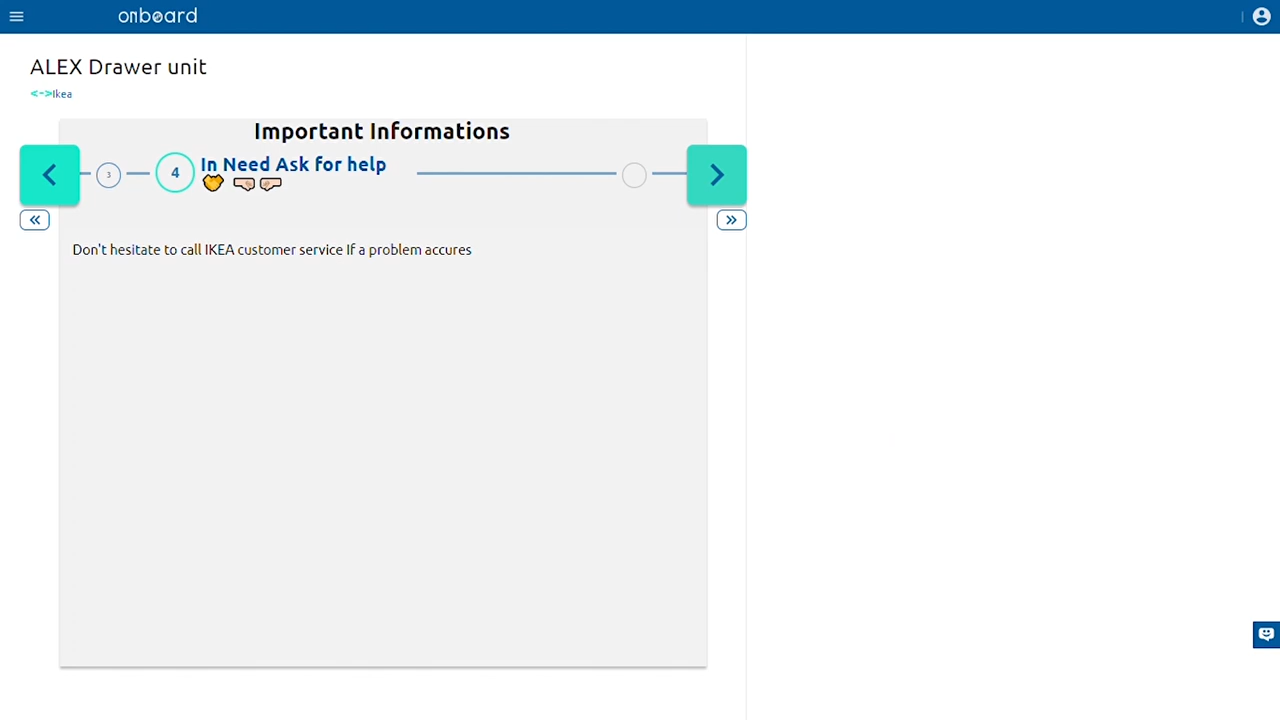 onboard
ALEX Drawer unit
<->Ikea
Important Informations
3
4
In Need Ask for help
Don't hesitate to call IKEA customer service If a problem accures